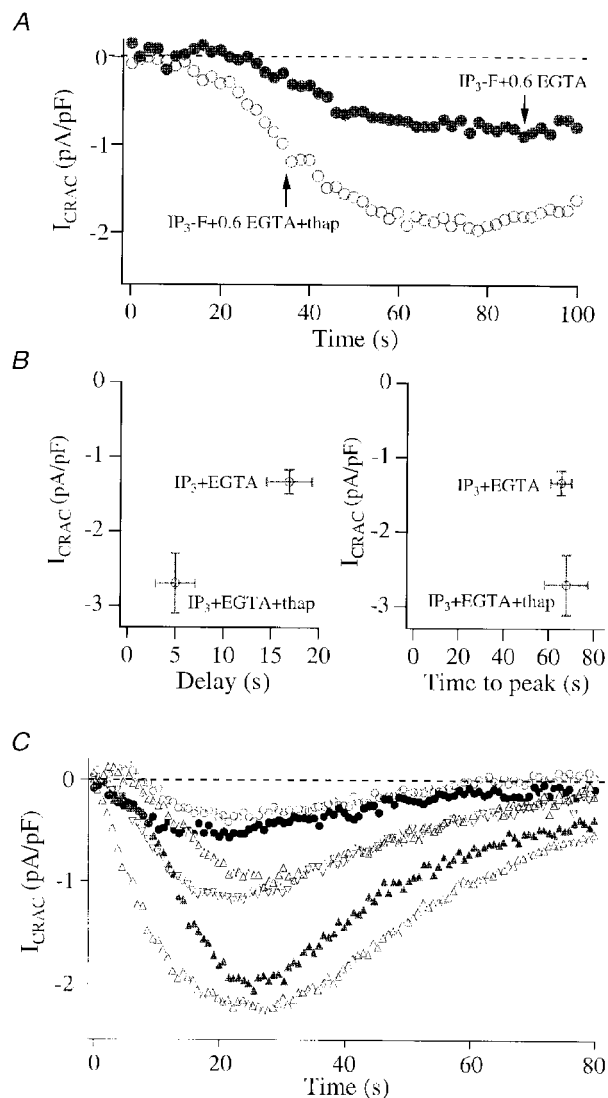 A
0
-1
-2
I_CRAC (pA/pF)
IP₃-F+0.6 EGTA
IP₃-F+0.6 EGTA+thap
0 20 40 60 80 100
Time (s)
B
0
-1
-2
-3
I_CRAC (pA/pF)
IP₃+EGTA
IP₃+EGTA+thap
0 5 10 15 20
Delay (s)
0
-1
-2
-3
I_CRAC (pA/pF)
IP₃+EGTA
IP₃+EGTA+thap
0 20 40 60 80
Time to peak (s)
C
0
-1
-2
I_CRAC (pA/pF)
0 20 40 60 80
Time (s)